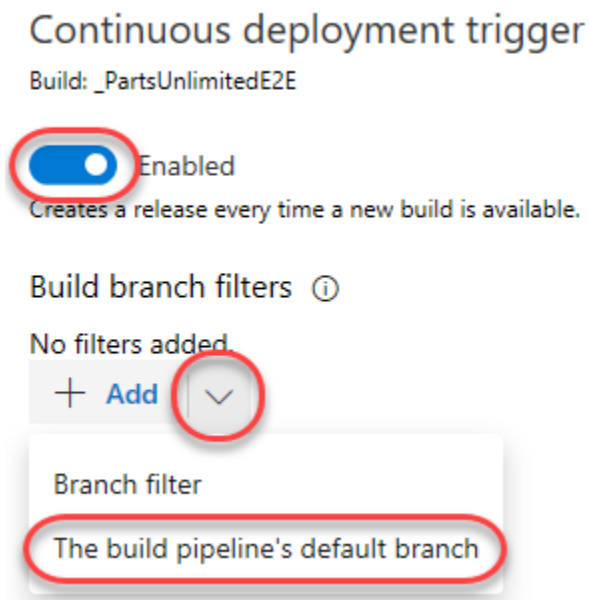 Continuous deployment trigger
Build: _PartsUnlimitedE2E
Enabled
Creates a release every time a new build is available.
Build branch filters
No filters added.
+ Add
Branch filter
The build pipeline's default branch